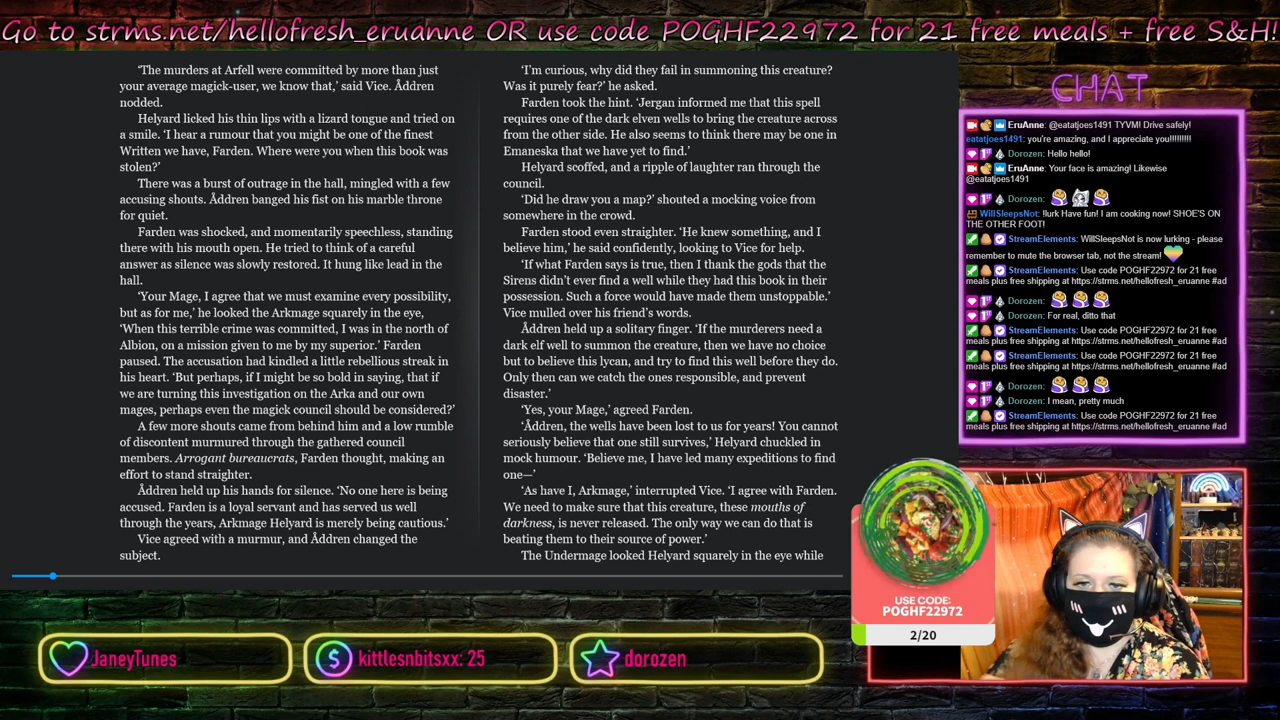 Go to strms.net/hellofresh_eruanne OR use code POGHF22972 for 21 free meals + free S&H!
‘The murders at Arfell were committed by more than just
your average magick-user, we know that,’ said Vice. Åddren
nodded.
Helyard licked his thin lips with a lizard tongue and tried on
a smile. ‘I hear a rumour that you might be one of the finest
Written we have, Farden. Where were you when this book was
stolen?’
There was a burst of outrage in the hall, mingled with a few
accusing shouts. Åddren banged his fist on his marble throne
for quiet.
Farden was shocked, and momentarily speechless, standing
there with his mouth open. He tried to think of a careful
answer as silence was slowly restored. It hung like lead in the
hall.
‘Your Mage, I agree that we must examine every possibility,
but as for me,’ he looked the Arkmage squarely in the eye,
‘When this terrible crime was committed, I was in the north of
Albion, on a mission given to me by my superior.’ Farden
paused. The accusation had kindled a little rebellious streak in
his heart. ‘But perhaps, if I might be so bold in saying, that if
we are turning this investigation on the Arka and our own
mages, perhaps even the magick council should be considered?’
A few more shouts came from behind him and a low rumble
of discontent murmured through the gathered council
members. Arrogant bureaucrats, Farden thought, making an
effort to stand straighter.
Åddren held up his hands for silence. ‘No one here is being
accused. Farden is a loyal servant and has served us well
through the years, Arkmage Helyard is merely being cautious.’
Vice agreed with a murmur, and Åddren changed the
subject.
‘I’m curious, why did they fail in summoning this creature?
Was it purely fear?’ he asked.
Farden took the hint. ‘Jergan informed me that this spell
requires one of the dark elven wells to bring the creature across
from the other side. He also seems to think there may be one in
Emaneska that we have yet to find.’
Helyard scoffed, and a ripple of laughter ran through the
council.
‘Did he draw you a map?’ shouted a mocking voice from
somewhere in the crowd.
Farden stood even straighter. ‘He knew something, and I
believe him,’ he said confidently, looking to Vice for help.
‘If what Farden says is true, then I thank the gods that the
Sirens didn’t ever find a well while they had this book in their
possession. Such a force would have made them unstoppable.’
Vice mulled over his friend’s words.
Åddren held up a solitary finger. ‘If the murderers need a
dark elf well to summon the creature, then we have no choice
but to believe this lycan, and try to find this well before they do.
Only then can we catch the ones responsible, and prevent
disaster.’
‘Yes, your Mage,’ agreed Farden.
‘Åddren, the wells have been lost to us for years! You cannot
seriously believe that one still survives,’ Helyard chuckled in
mock humour. ‘Believe me, I have led many expeditions to find
one—’
‘As have I, Arkmage,’ interrupted Vice. ‘I agree with Farden.
We need to make sure that this creature, these mouths of
darkness, is never released. The only way we can do that is
beating them to their source of power.’
The Undermage looked Helyard squarely in the eye while
CHAT
EruAnne: @eatatjoes1491 TYVM! Drive safely!
eatatjoes1491: you're amazing, and I appreciate you!!!!!!!!!
Dorozen: Hello hello!
EruAnne: Your face is amazing! Likewise
@eatatjoes1491
Dorozen:
WillSleepsNot: !lurk Have fun! I am cooking now! SHOE'S ON
THE OTHER FOOT!
StreamElements: WillSleepsNot is now lurking - please
remember to mute the browser tab, not the stream!
StreamElements: Use code POGHF22972 for 21 free
meals plus free shipping at https://strms.net/hellofresh_eruanne #ad
Dorozen:
Dorozen: For real, ditto that
StreamElements: Use code POGHF22972 for 21 free
meals plus free shipping at https://strms.net/hellofresh_eruanne #ad
StreamElements: Use code POGHF22972 for 21 free
meals plus free shipping at https://strms.net/hellofresh_eruanne #ad
Dorozen:
Dorozen: I mean, pretty much
StreamElements: Use code POGHF22972 for 21 free
meals plus free shipping at https://strms.net/hellofresh_eruanne #ad
USE CODE:
POGHF22972
2/20
JaneyTunes
kittlesnbitsxx: 25
dorozen